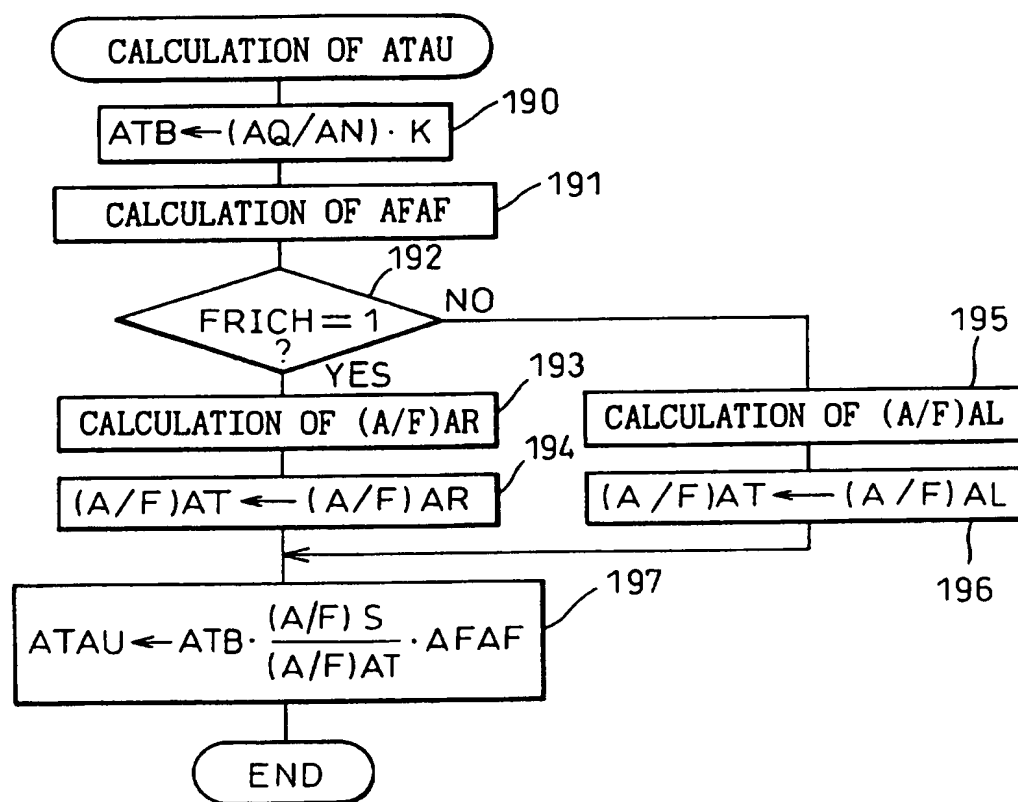 CALCULATION OF ATAU
190
ATB←(AQ/AN)· K
191
CALCULATION OF AFAF
192
FRICH = 1
?
NO
YES
193
CALCULATION OF (A/F)AR
194
(A/F)AT ← (A/F) AR
195
CALCULATION OF (A/F)AL
(A /F)AT ← (A /F) AL
196
197
ATAU←ATB· (A/F) S / (A/F)AT · AFAF
END